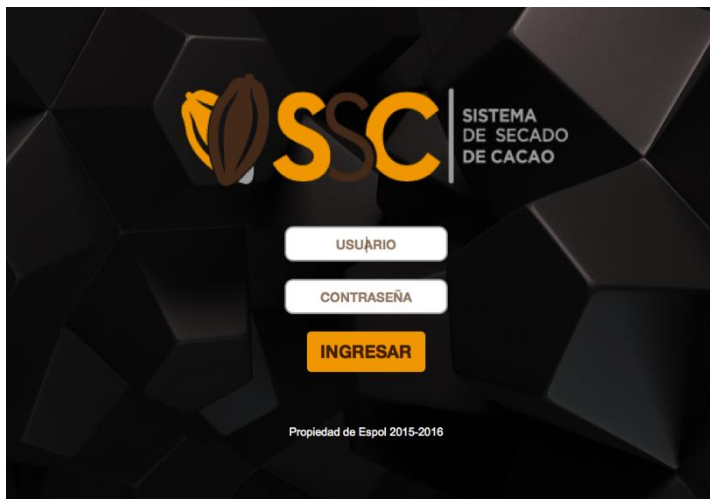 SSC
SISTEMA
DE SECADO
DE CACAO
USUARIO
CONTRASEÑA
INGRESAR
Propiedad de Espol 2015-2016